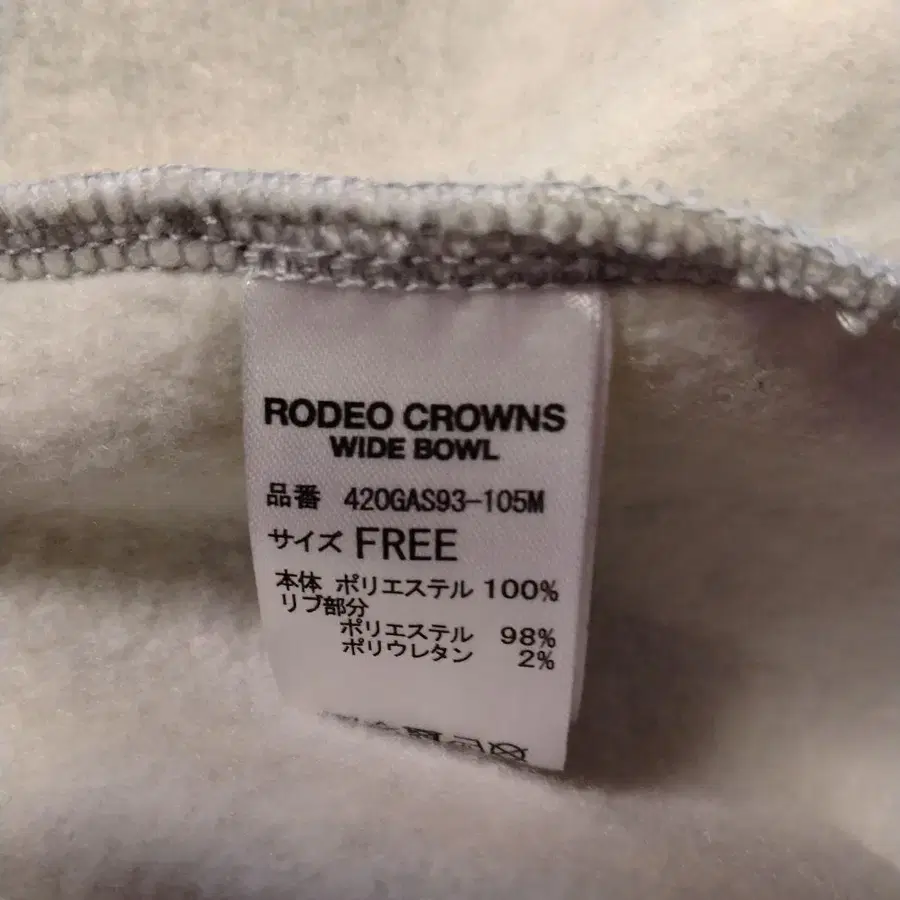 RODEO CROWNS
WIDE BOWL
品番 420GAS93-105M
サイズ FREE
本体 ポリエステル 100%
リブ部分
ポリエステル 98%
ポリウレタン 2%